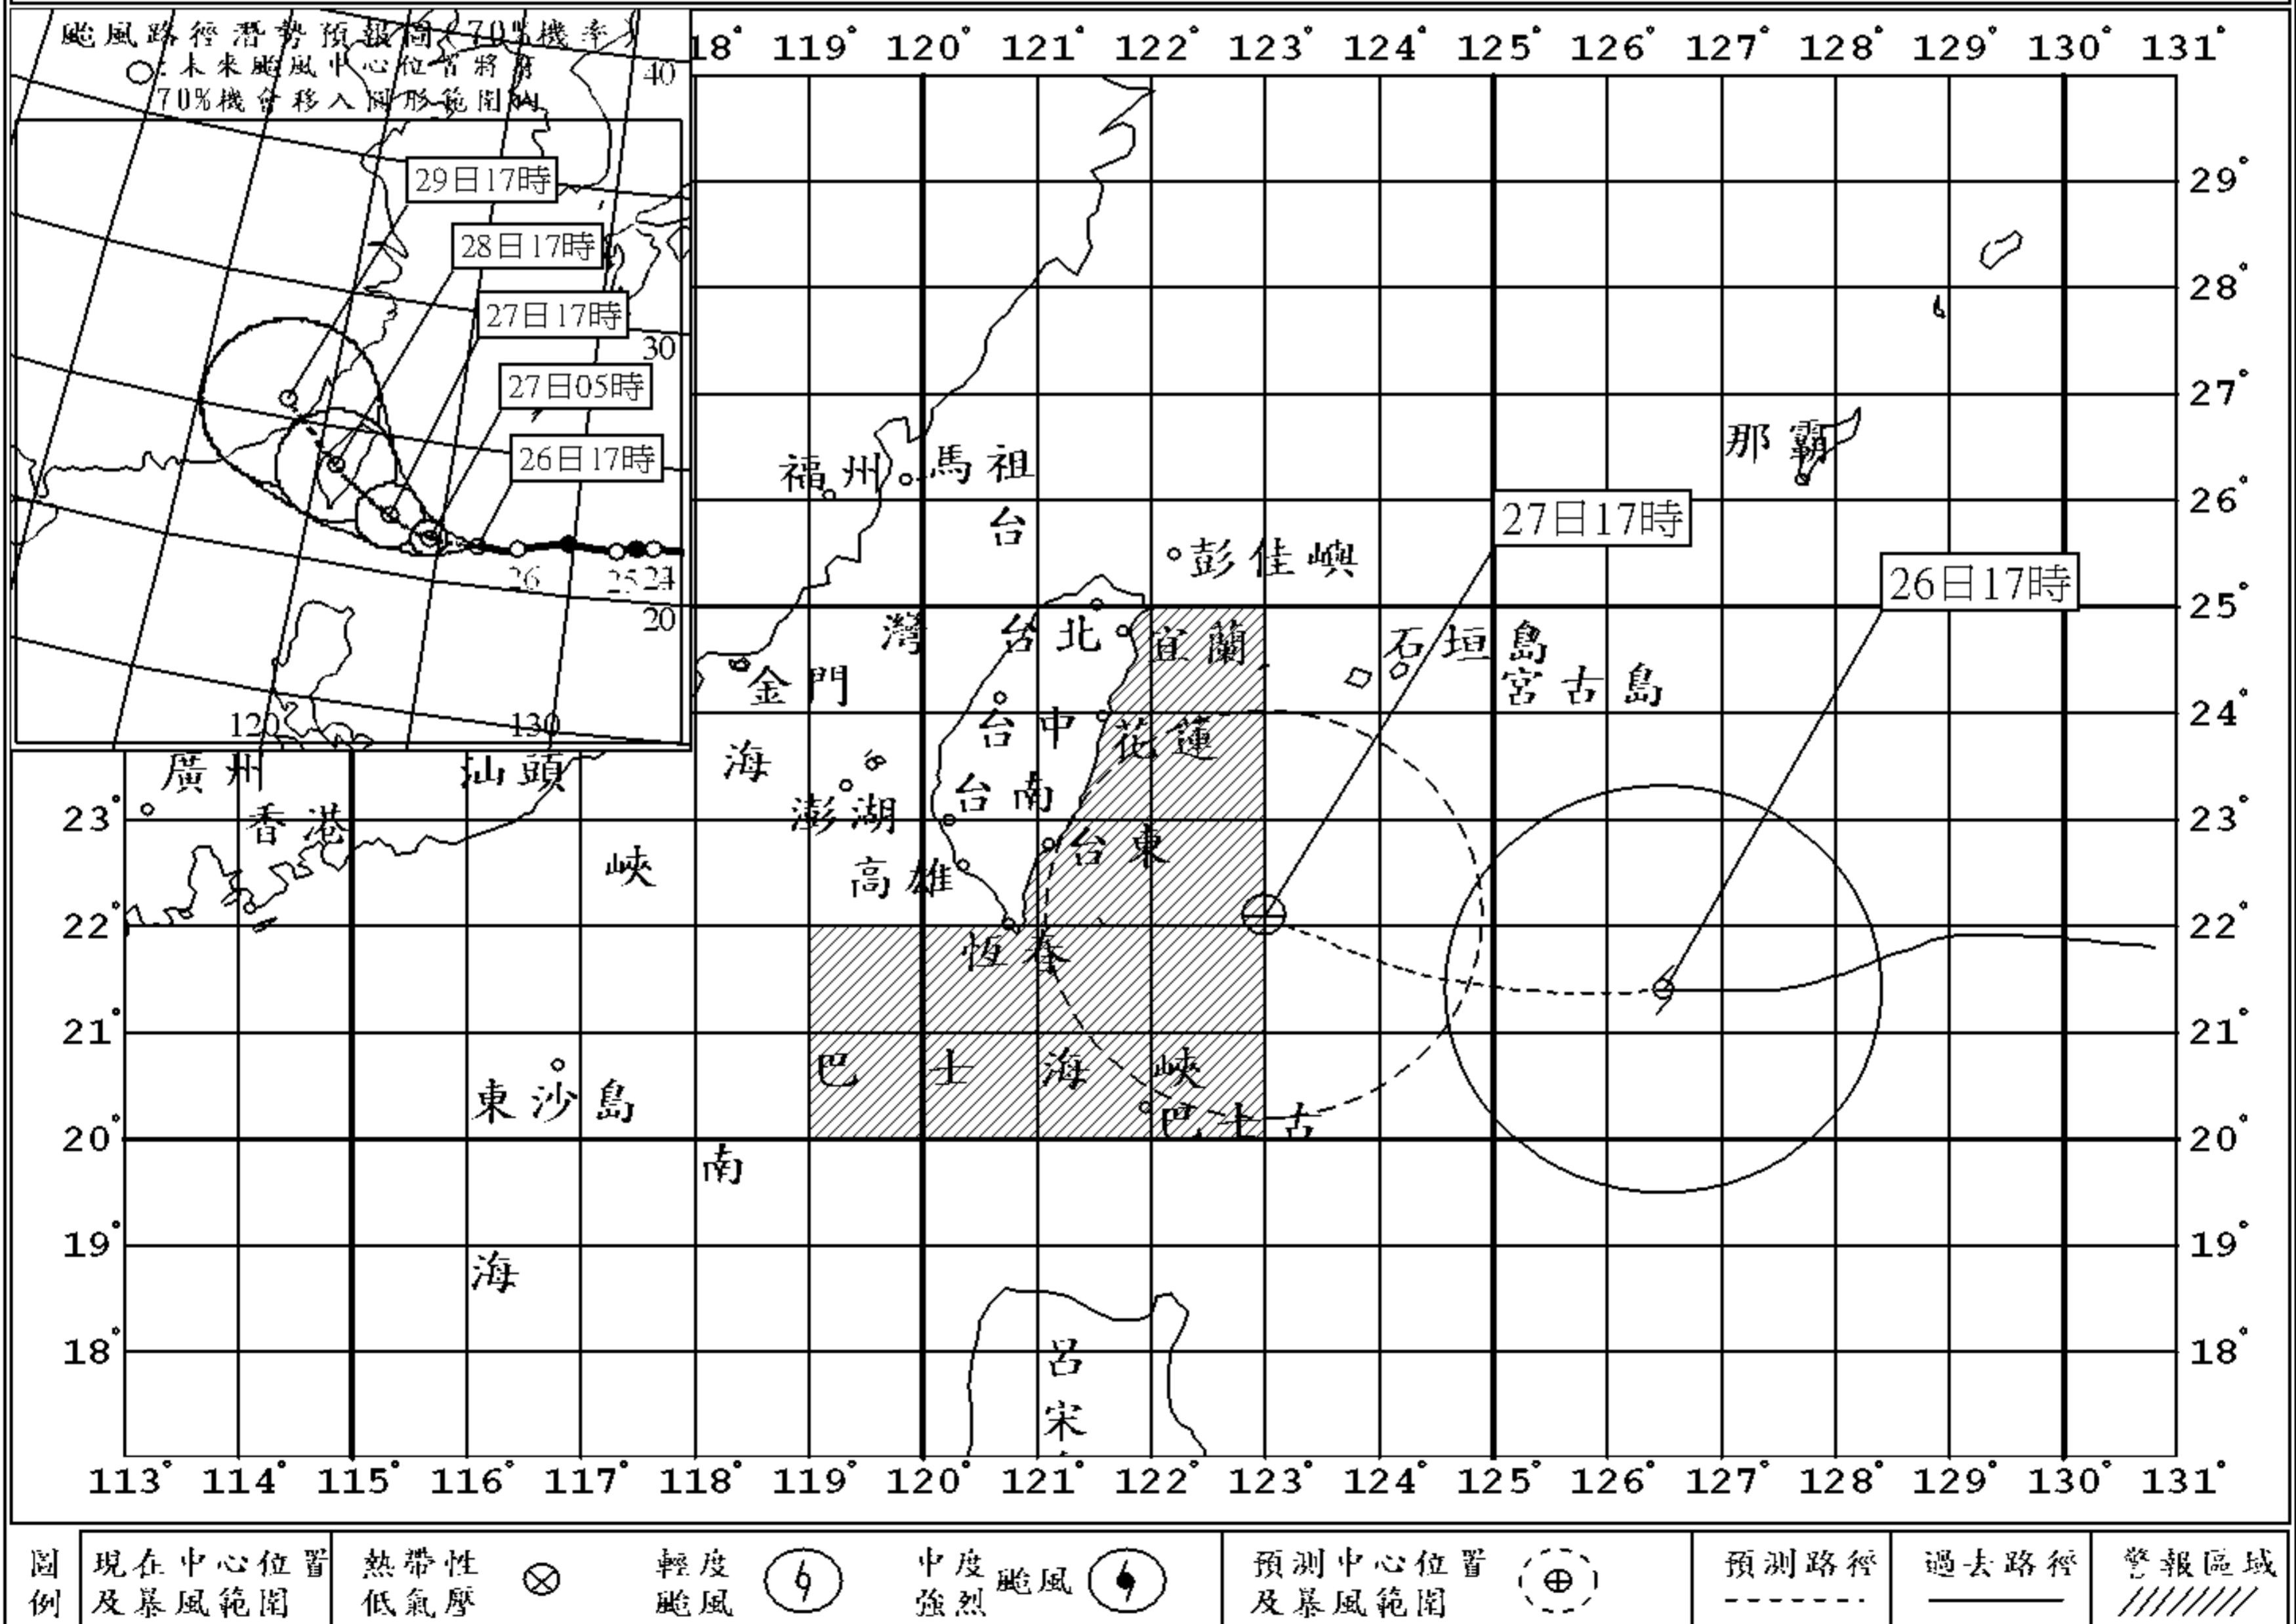 颱風路徑潛勢預報圖(70%機率)
○:未來颱風中心位置將有
70%機會移入圓形範圍內
18° 119° 120° 121° 122° 123° 124° 125° 126° 127° 128° 129° 130° 131°
40
29日17時
28日17時
27日17時
30
27日05時
26日17時
26 25 24
20
120 130
29°
28°
27°
那霸
福州 馬祖
26°
台
27日17時
彭佳嶼
26日17時
25°
灣 台北 宜蘭 石垣島
金門 宮古島
24°
台中 花蓮
海
廣州 汕頭
台南
23° 香港 澎湖 23°
台東
峽 高雄
22° 22°
恆春
21° 21°
巴士海峽
東沙島 巴士古
20° 20°
南
19° 19°
海
18° 18°
呂
宋
113° 114° 115° 116° 117° 118° 119° 120° 121° 122° 123° 124° 125° 126° 127° 128° 129° 130° 131°
圖例
現在中心位置
及暴風範圍
熱帶性
低氣壓
輕度
颱風
中度
強烈
颱風
預測中心位置
及暴風範圍
預測路徑
過去路徑
警報區域